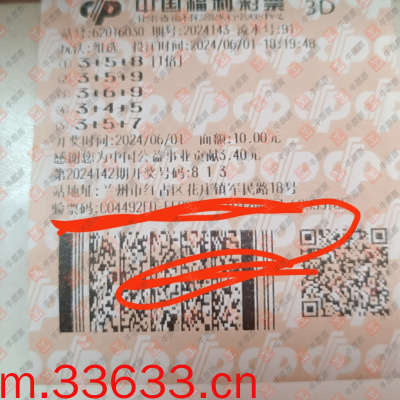 中国福利彩票 3D
站号:62016030 期号:2024143 流水号:91
玩法:组选 投注时间:2024/06/01-10:19:48
① 3+5+8 [1倍]
② 3+5+9
③ 3+6+9
④ 3+4+5
⑤ 3+5+7
开奖时间:2024/06/01 面额:10.00元
感谢您为中国公益事业贡献3.40元
第2024142期开奖号码:8 1 3
站地址:兰州市红古区花庄镇军民路18号
验票码:
m.33633.cn